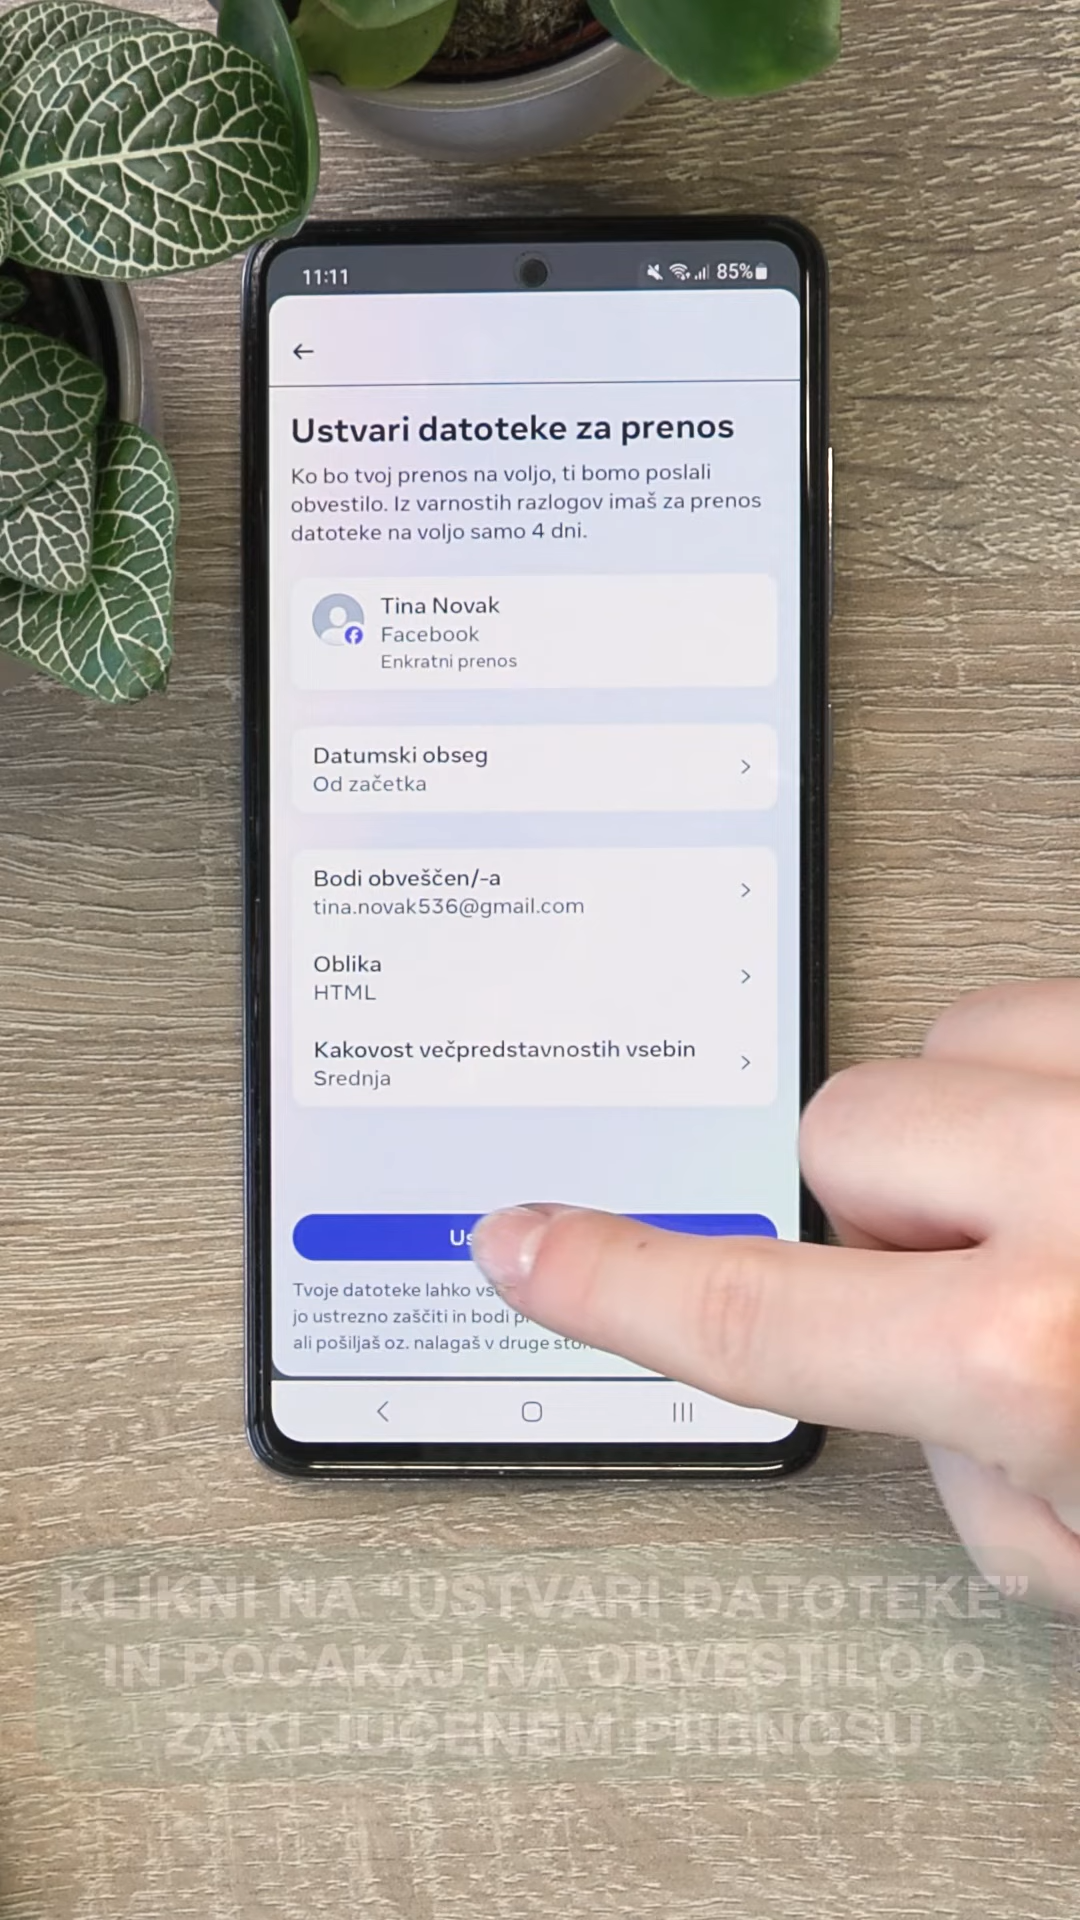 11:11
85%
Ustvari datoteke za prenos
Ko bo tvoj prenos na voljo, ti bomo poslali
obvestilo. Iz varnostih razlogov imaš za prenos
datoteke na voljo samo 4 dni.
Tina Novak
Facebook
Enkratni prenos
Datumski obseg
Od začetka
Bodi obveščen/-a
tina.novak536@gmail.com
Oblika
HTML
Kakovost večpredstavnostih vsebin
Srednja
Tvoje datoteke lahko
jo ustrezno zaščiti in bodi
ali pošiljaš oz. nalagaš v druge
KLIKNI NA “USTVARI DATOTEKE”
IN POČAKAJ NA OBVESTILO O
ZAKLJUČENEM PRENOSU